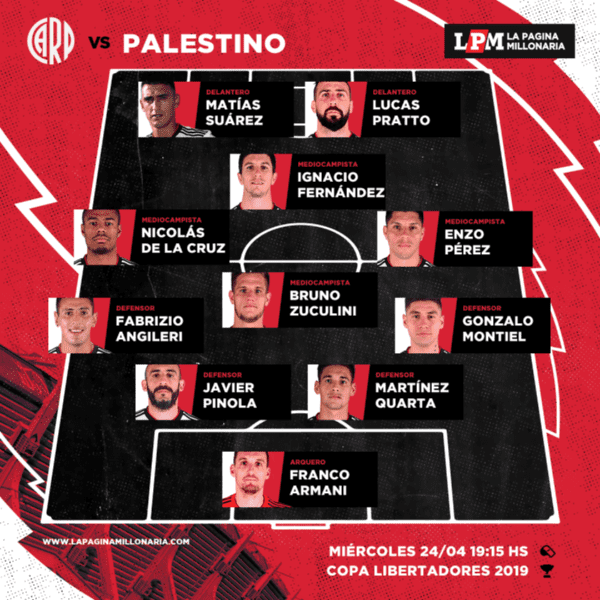 CARP VS PALESTINO
LPM LA PAGINA
MILLONARIA
DELANTERO
MATÍAS
SUÁREZ
DELANTERO
LUCAS
PRATTO
MEDIOCAMPISTA
IGNACIO
FERNÁNDEZ
MEDIOCAMPISTA
NICOLÁS
DE LA CRUZ
MEDIOCAMPISTA
ENZO
PÉREZ
MEDIOCAMPISTA
BRUNO
ZUCULINI
DEFENSOR
FABRIZIO
ANGILERI
DEFENSOR
GONZALO
MONTIEL
DEFENSOR
JAVIER
PINOLA
DEFENSOR
MARTÍNEZ
QUARTA
ARQUERO
FRANCO
ARMANI
WWW.LAPAGINAMILLONARIA.COM
MIÉRCOLES 24/04 19:15 HS
COPA LIBERTADORES 2019